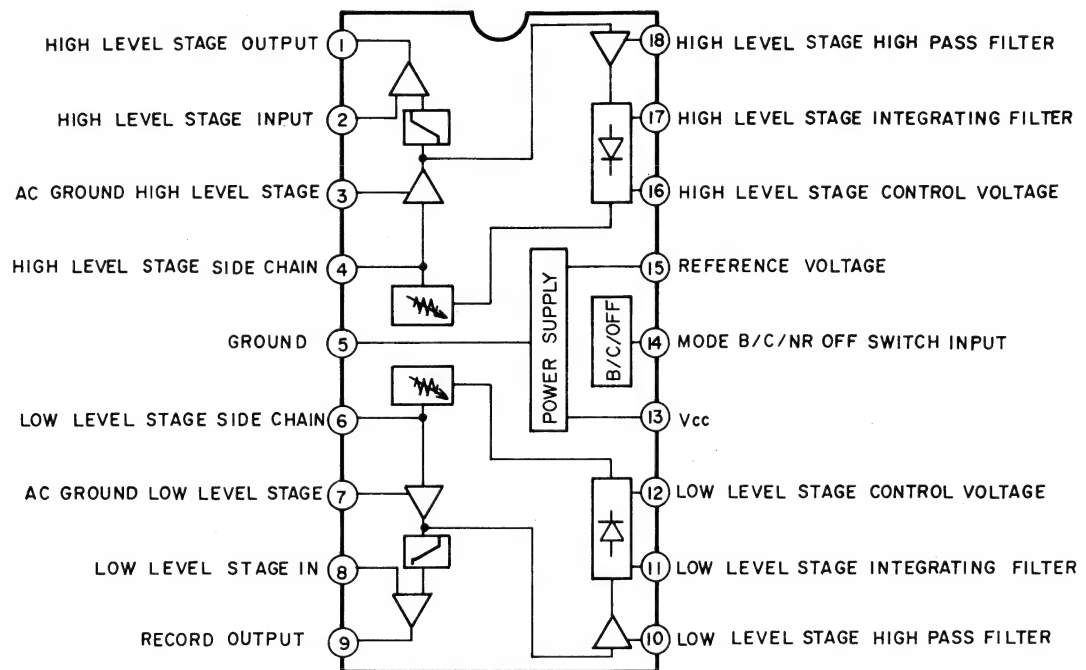 HIGH LEVEL STAGE OUTPUT 1
HIGH LEVEL STAGE INPUT 2
AC GROUND HIGH LEVEL STAGE 3
HIGH LEVEL STAGE SIDE CHAIN 4
GROUND 5
LOW LEVEL STAGE SIDE CHAIN 6
AC GROUND LOW LEVEL STAGE 7
LOW LEVEL STAGE IN 8
RECORD OUTPUT 9
POWER SUPPLY
B/C/OFF
18 HIGH LEVEL STAGE HIGH PASS FILTER
17 HIGH LEVEL STAGE INTEGRATING FILTER
16 HIGH LEVEL STAGE CONTROL VOLTAGE
15 REFERENCE VOLTAGE
14 MODE B/C/NR OFF SWITCH INPUT
13 Vcc
12 LOW LEVEL STAGE CONTROL VOLTAGE
11 LOW LEVEL STAGE INTEGRATING FILTER
10 LOW LEVEL STAGE HIGH PASS FILTER